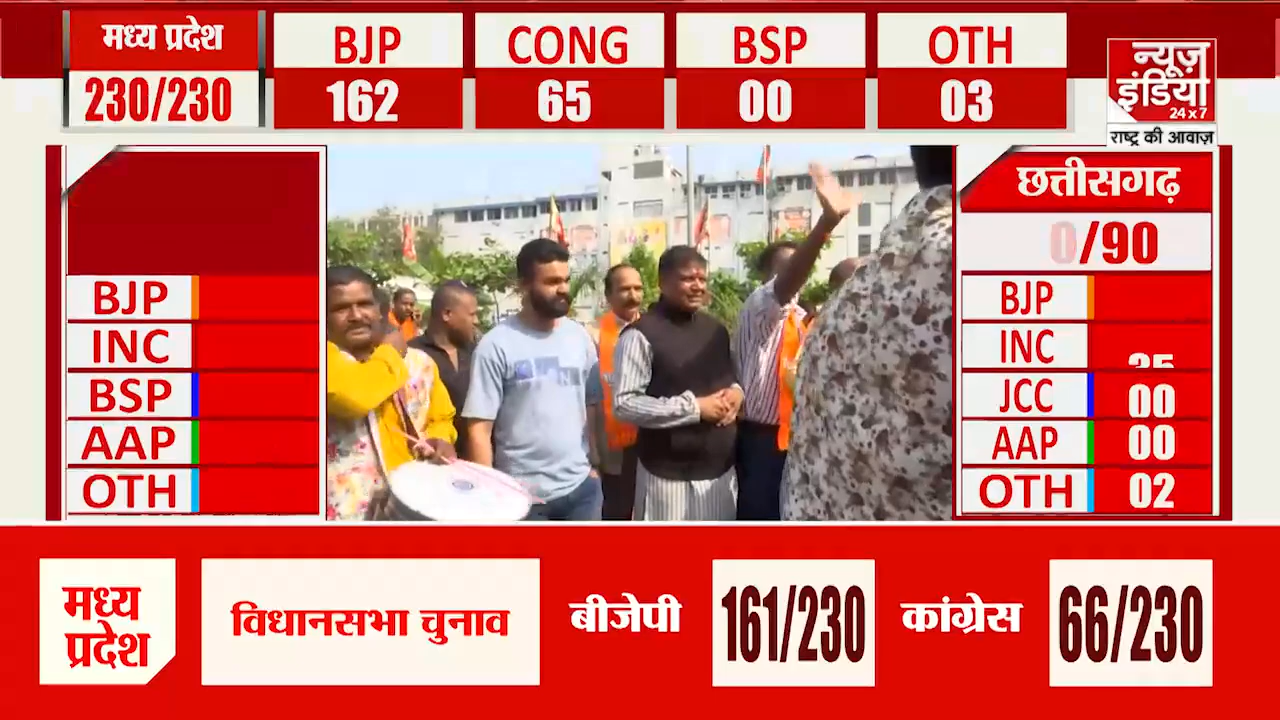 मध्य प्रदेश
230/230
BJP
162
CONG
65
BSP
00
OTH
03
न्यूज़
इंडिया
24x7
राष्ट्र की आवाज़
BJP
INC
BSP
AAP
OTH
छत्तीसगढ़
0/90
BJP
INC
JCC 00
AAP 00
OTH 02
मध्य
प्रदेश
विधानसभा चुनाव
बीजेपी
161/230
कांग्रेस
66/230